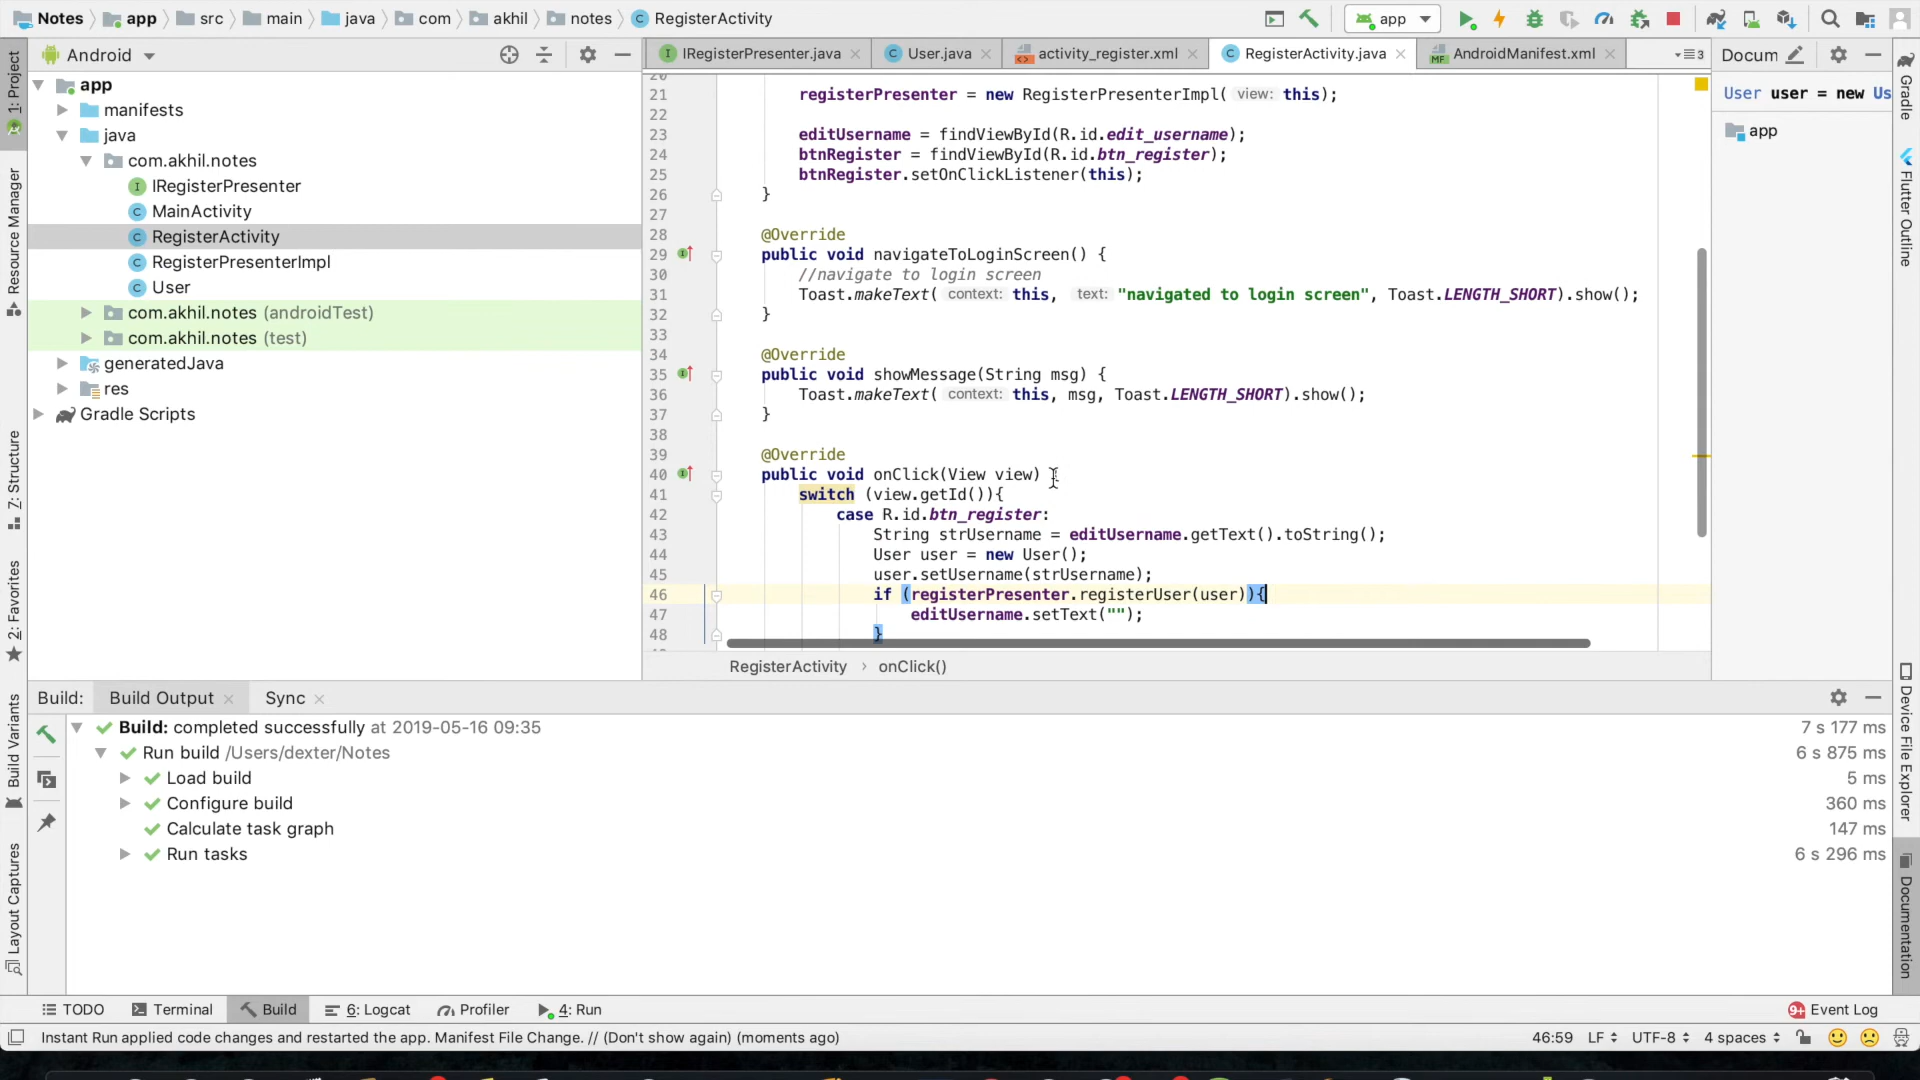 Notes app src main java com akhil notes RegisterActivity app
Android
IRegisterPresenter.java User.java activity_register.xml RegisterActivity.java AndroidManifest.xml 3 Docum
app
manifests
java
com.akhil.notes
IRegisterPresenter
MainActivity
RegisterActivity
RegisterPresenterImpl
User
com.akhil.notes (androidTest)
com.akhil.notes (test)
generatedJava
res
Gradle Scripts
20
21 registerPresenter = new RegisterPresenterImpl( view: this);
22
23 editUsername = findViewById(R.id.edit_username);
24 btnRegister = findViewById(R.id.btn_register);
25 btnRegister.setOnClickListener(this);
26 }
27
28 @Override
29 public void navigateToLoginScreen() {
30 //navigate to login screen
31 Toast.makeText( context: this, text: "navigated to login screen", Toast.LENGTH_SHORT).show();
32 }
33
34 @Override
35 public void showMessage(String msg) {
36 Toast.makeText( context: this, msg, Toast.LENGTH_SHORT).show();
37 }
38
39 @Override
40 public void onClick(View view)
41 switch (view.getId()){
42 case R.id.btn_register:
43 String strUsername = editUsername.getText().toString();
44 User user = new User();
45 user.setUsername(strUsername);
46 if (registerPresenter.registerUser(user)){
47 editUsername.setText("");
48 }
RegisterActivity › onClick()
User user = new Us
app
1: Project
Resource Manager
7: Structure
2: Favorites
Build Variants
Layout Captures
Gradle
Flutter Outline
Device File Explorer
Documentation
Build: Build Output Sync
Build: completed successfully at 2019-05-16 09:35 7 s 177 ms
Run build /Users/dexter/Notes 6 s 875 ms
Load build 5 ms
Configure build 360 ms
Calculate task graph 147 ms
Run tasks 6 s 296 ms
TODO Terminal Build 6: Logcat Profiler 4: Run 9+ Event Log
Instant Run applied code changes and restarted the app. Manifest File Change. // (Don't show again) (moments ago) 46:59 LF UTF-8 4 spaces